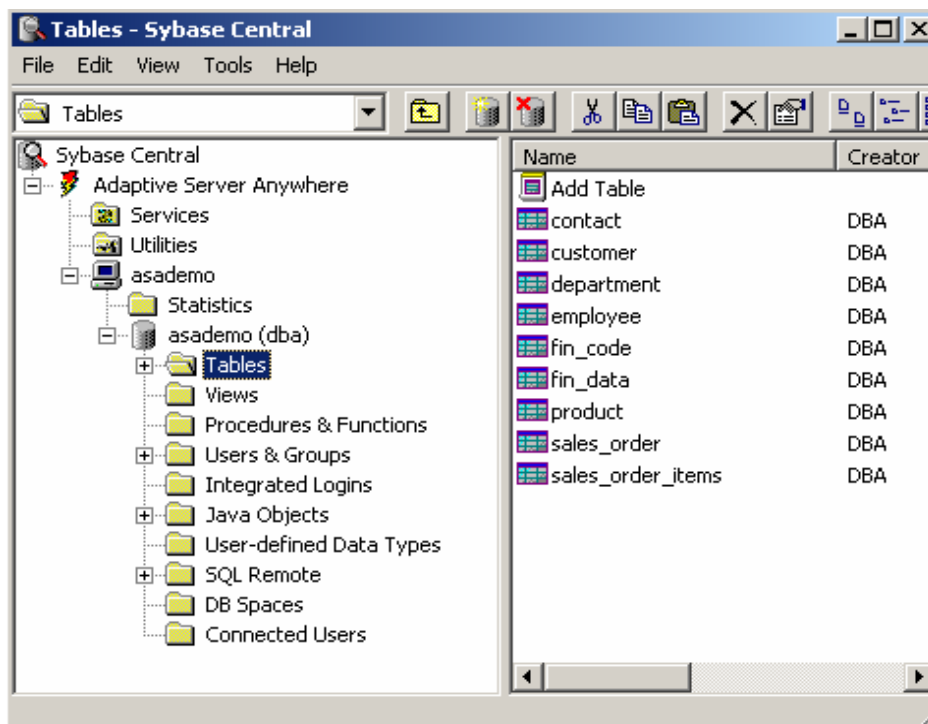 Tables - Sybase Central
File Edit View Tools Help
Tables
Sybase Central
Adaptive Server Anywhere
Services
Utilities
asademo
Statistics
asademo (dba)
Tables
Views
Procedures & Functions
Users & Groups
Integrated Logins
Java Objects
User-defined Data Types
SQL Remote
DB Spaces
Connected Users
Name Creator
Add Table
contact DBA
customer DBA
department DBA
employee DBA
fin_code DBA
fin_data DBA
product DBA
sales_order DBA
sales_order_items DBA